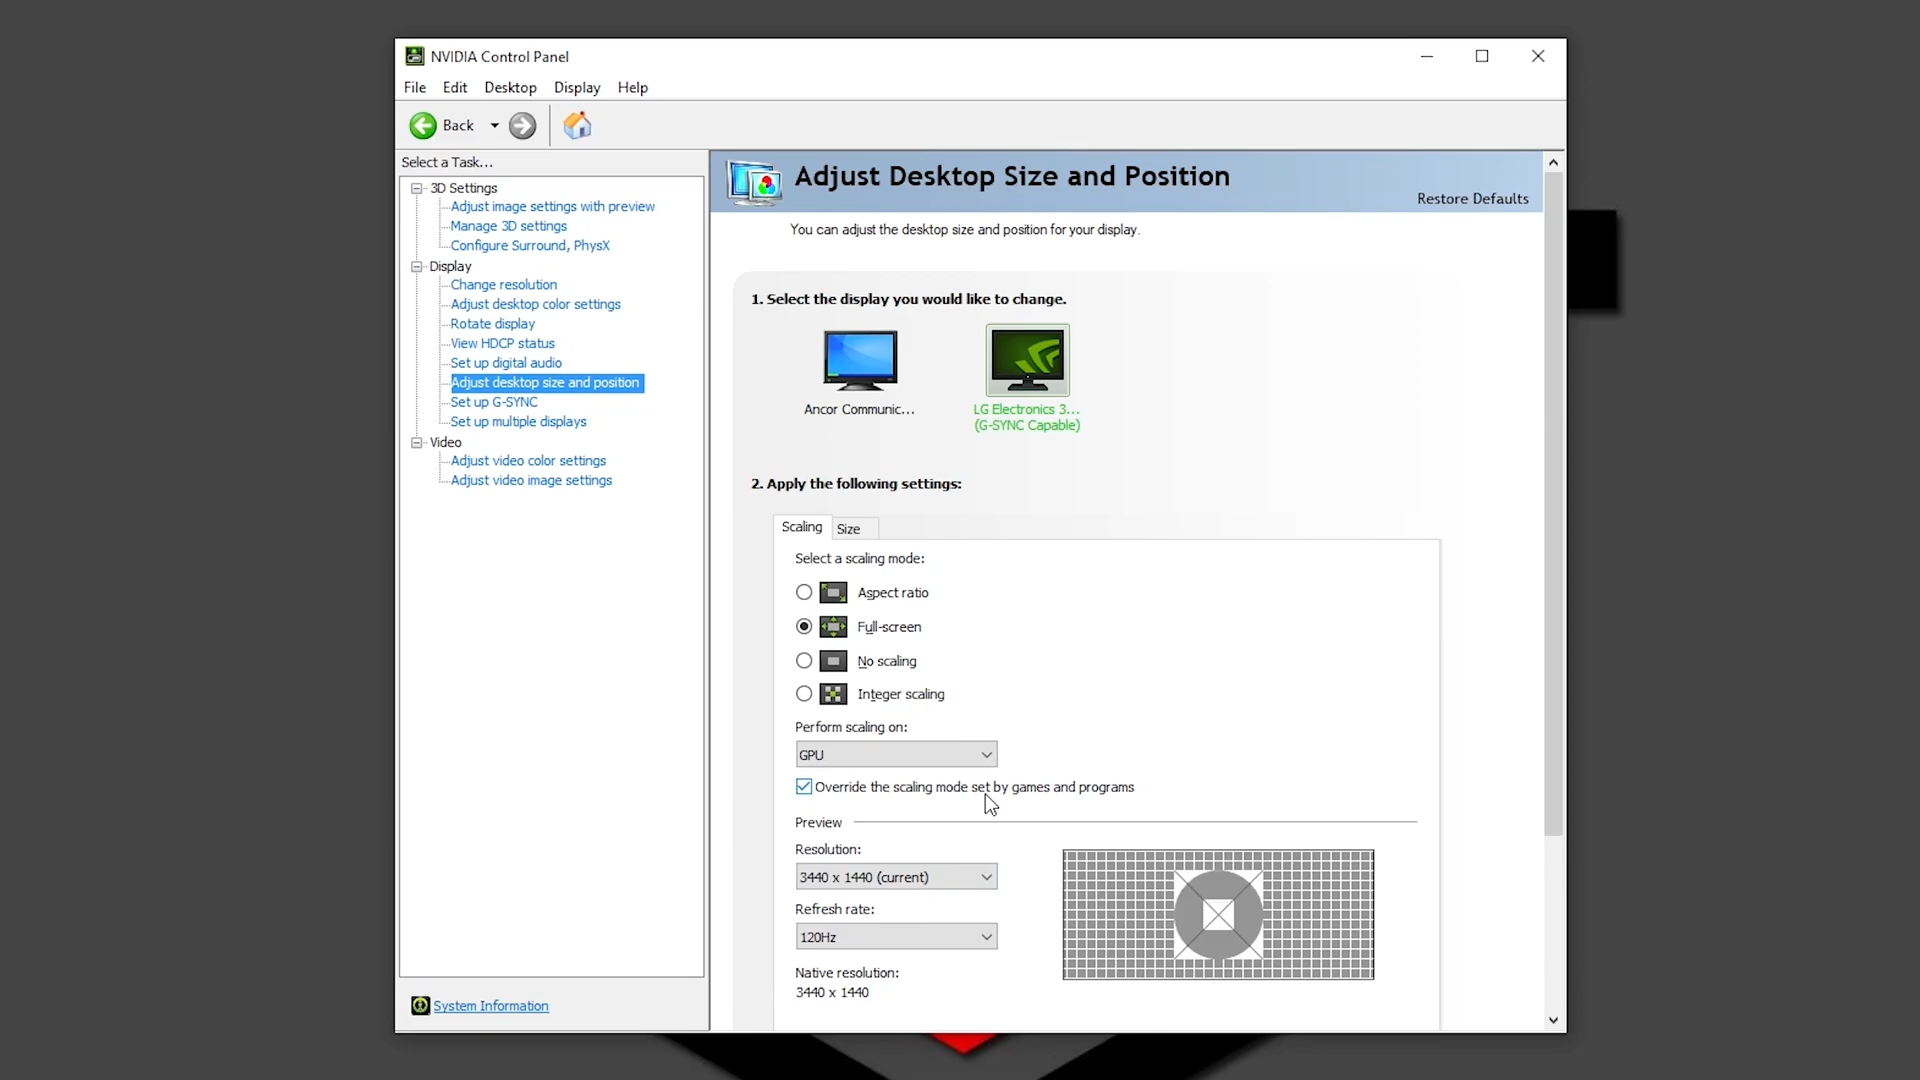 NVIDIA Control Panel
File Edit Desktop Display Help
Back
Select a Task...
3D Settings
Adjust image settings with preview
Manage 3D settings
Configure Surround, PhysX
Display
Change resolution
Adjust desktop color settings
Rotate display
View HDCP status
Set up digital audio
Adjust desktop size and position
Set up G-SYNC
Set up multiple displays
Video
Adjust video color settings
Adjust video image settings
System Information
Adjust Desktop Size and Position
Restore Defaults
You can adjust the desktop size and position for your display.
1. Select the display you would like to change.
Ancor Communic...
LG Electronics 3...
(G-SYNC Capable)
2. Apply the following settings:
Scaling Size
Select a scaling mode:
Aspect ratio
Full-screen
No scaling
Integer scaling
Perform scaling on:
GPU
Override the scaling mode set by games and programs
Preview
Resolution:
3440 x 1440 (current)
Refresh rate:
120Hz
Native resolution:
3440 x 1440